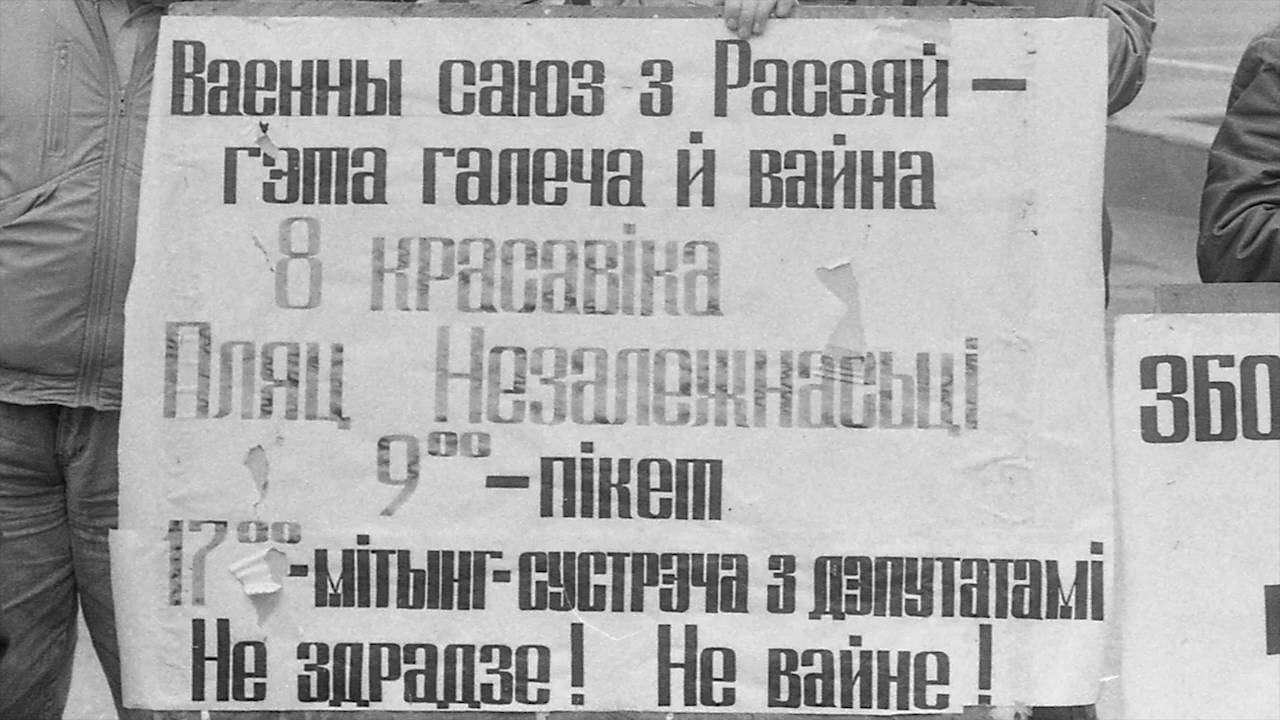 Ваенны саюз з Расеяй –
гэта галеча й вайна
8 красавіка
Пляц Незалежнасьці
9⁰⁰ – пікет
17⁰⁰ - мітынг-сустрэча з дэпутатамі
Не здрадзе! Не вайне!